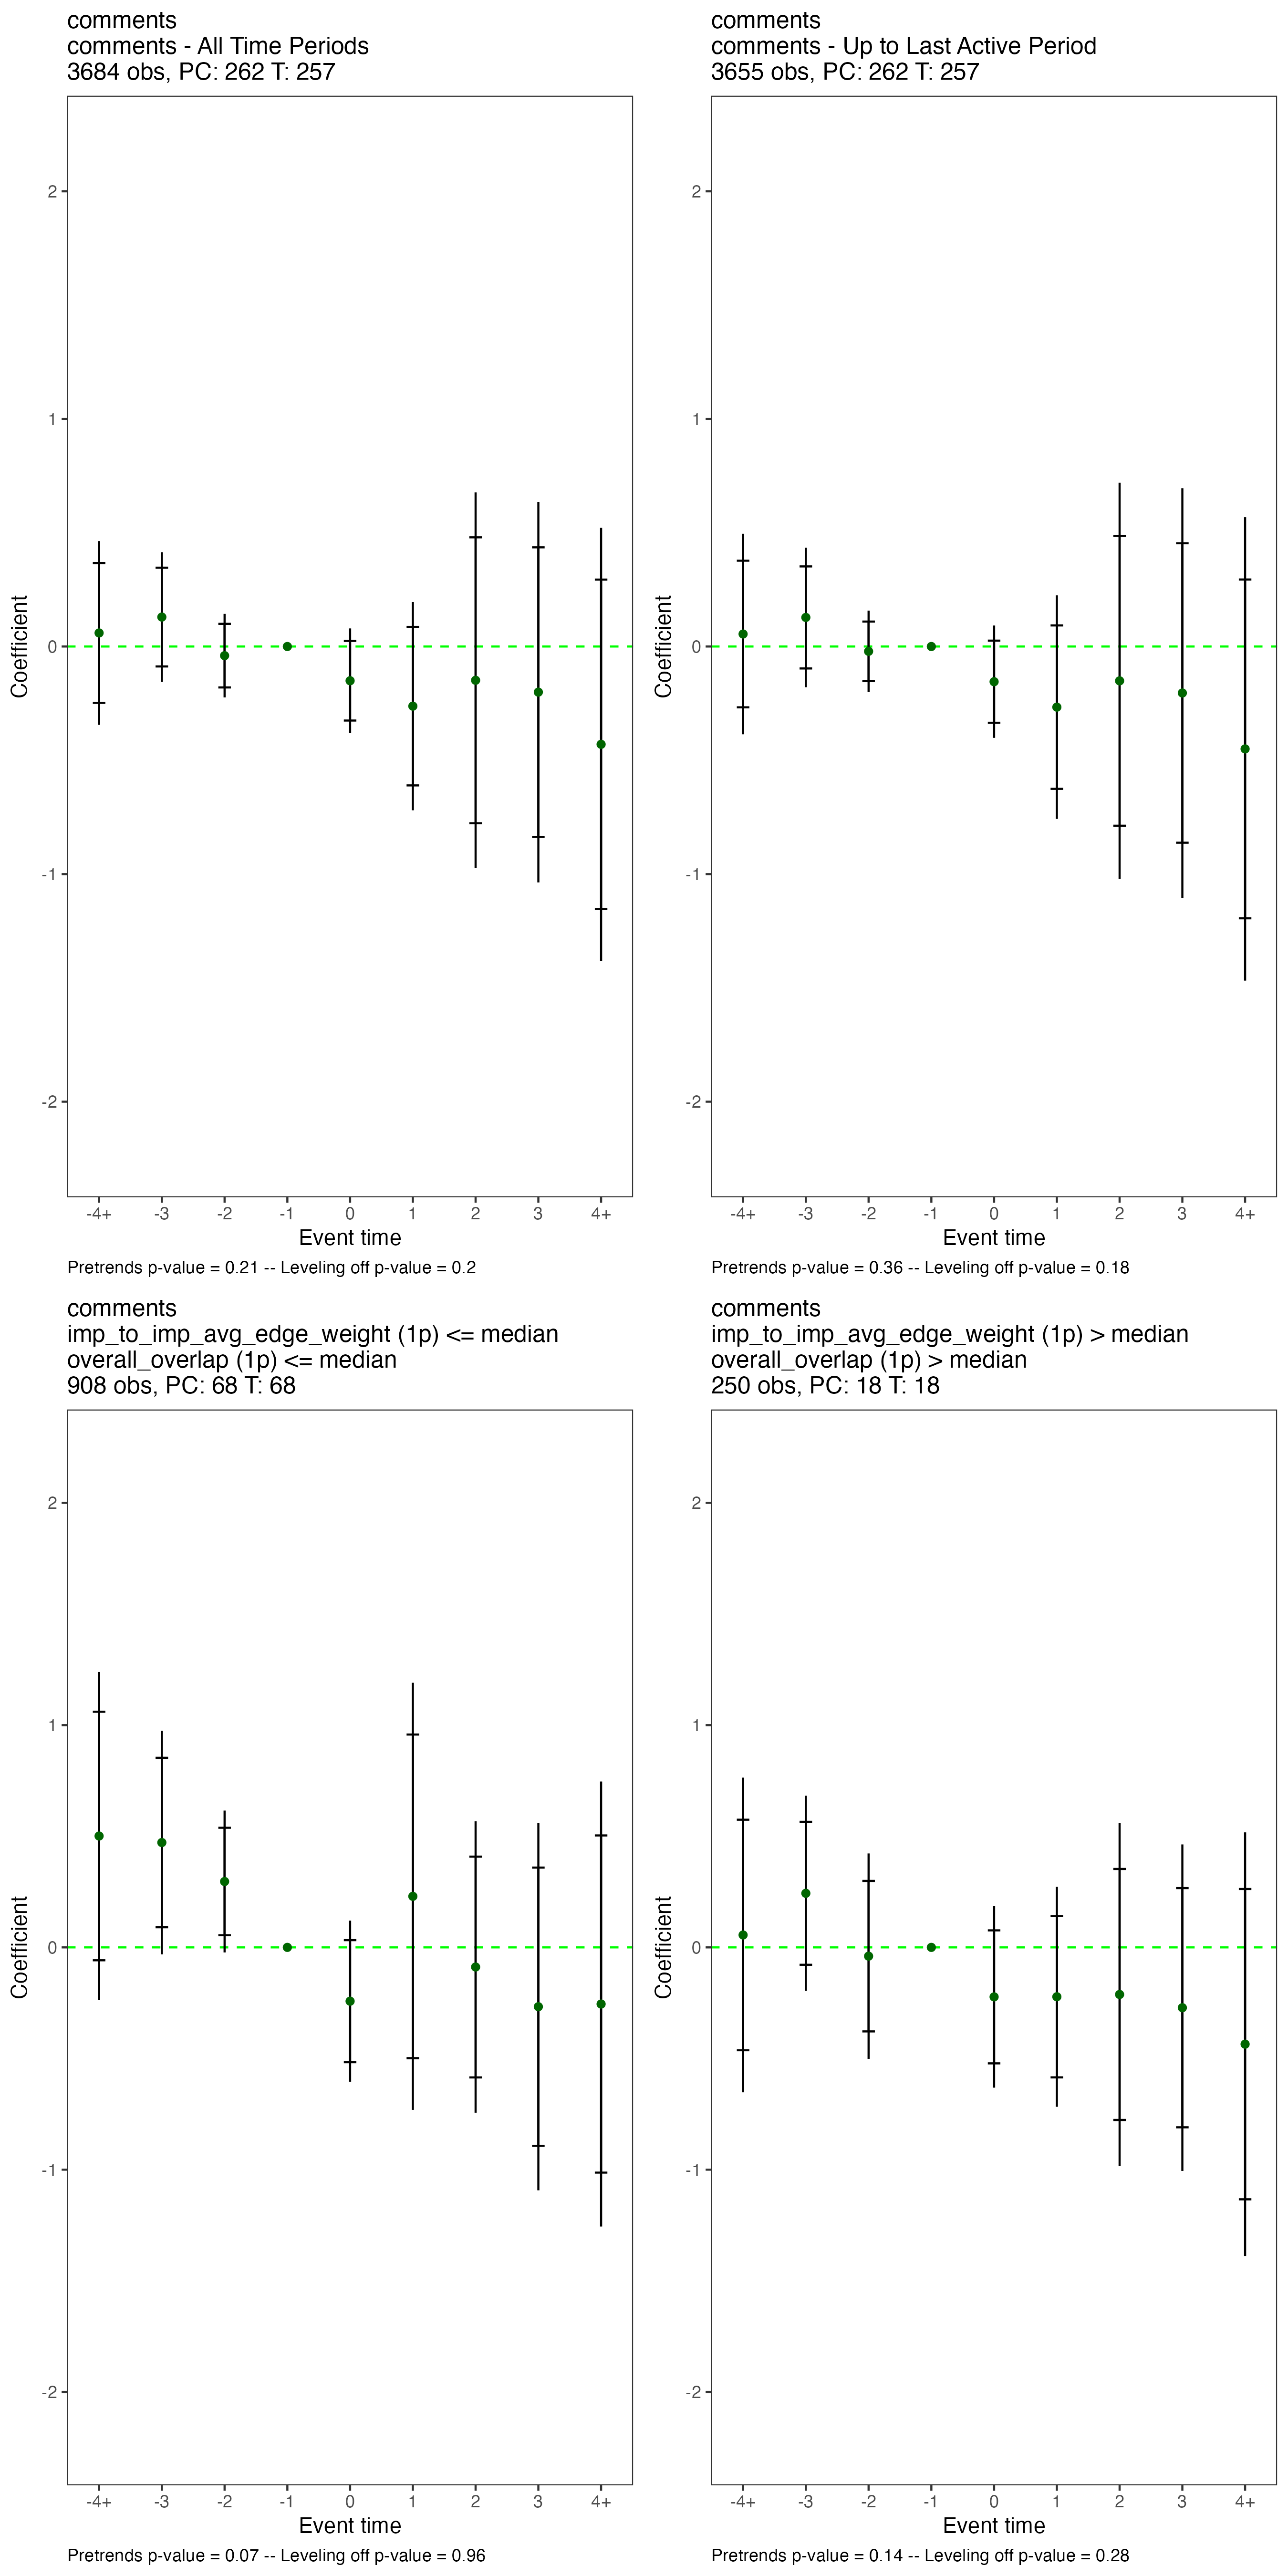 comments
comments - All Time Periods
3684 obs, PC: 262 T: 257
2
1
0
-1
-2
Coefficient
-4+ -3 -2 -1 0 1 2 3 4+
Event time
Pretrends p-value = 0.21 -- Leveling off p-value = 0.2
comments
comments - Up to Last Active Period
3655 obs, PC: 262 T: 257
2
1
0
-1
-2
Coefficient
-4+ -3 -2 -1 0 1 2 3 4+
Event time
Pretrends p-value = 0.36 -- Leveling off p-value = 0.18
comments
imp_to_imp_avg_edge_weight (1p) <= median
overall_overlap (1p) <= median
908 obs, PC: 68 T: 68
2
1
0
-1
-2
Coefficient
-4+ -3 -2 -1 0 1 2 3 4+
Event time
Pretrends p-value = 0.07 -- Leveling off p-value = 0.96
comments
imp_to_imp_avg_edge_weight (1p) > median
overall_overlap (1p) > median
250 obs, PC: 18 T: 18
2
1
0
-1
-2
Coefficient
-4+ -3 -2 -1 0 1 2 3 4+
Event time
Pretrends p-value = 0.14 -- Leveling off p-value = 0.28